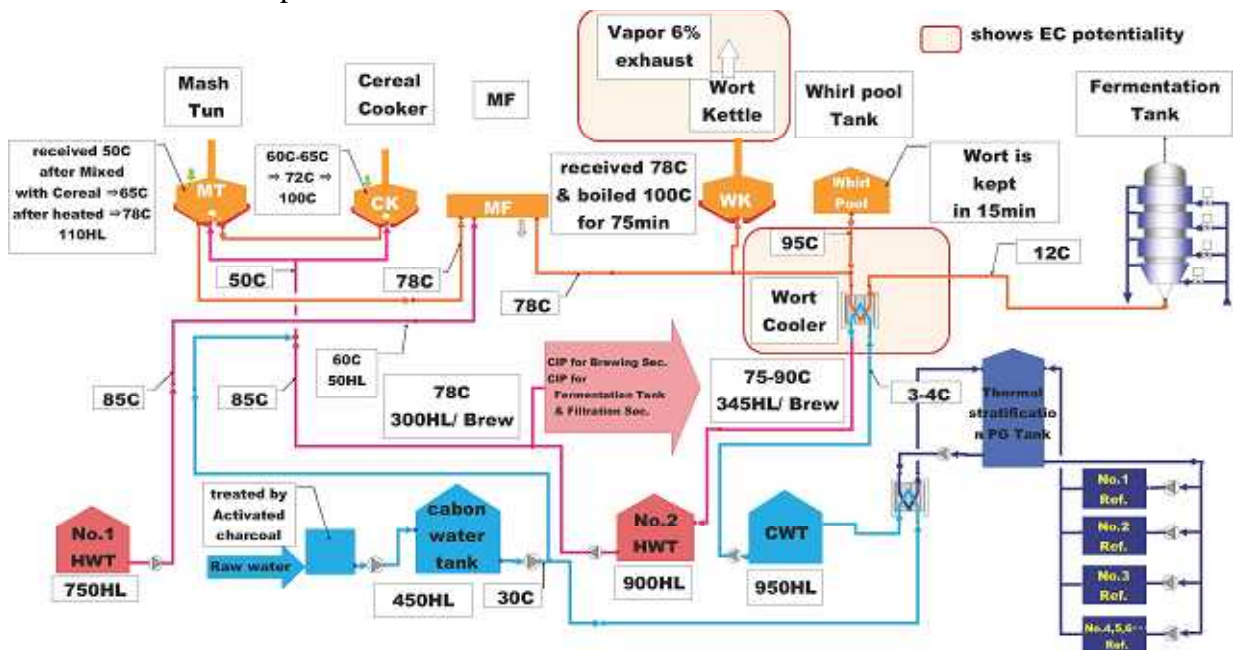 Vapor 6%
exhaust
shows EC potentiality
Mash
Tun
Cereal
Cooker
MF
Wort
Kettle
Whirl pool
Tank
Fermentation
Tank
received 50C
after Mixed
with Cereal ⇒65C
after heated ⇒78C
110HL
MT
60C-65C
⇒ 72C ⇒
100C
CK
MF
received 78C
& boiled 100C
for 75min
WK
Whirl
Pool
Wort is
kept
in 15min
95C
12C
50C
78C
78C
Wort
Cooler
60C
50HL
85C
85C
78C
300HL/ Brew
CIP for Brewing Sec.
CIP for
Fermentation Tank
& Filtration Sec.
75-90C
345HL/ Brew
3-4C
Thermal
stratificatio
n PG Tank
treated by
Activated
charcoal
No.1
HWT
750HL
Raw water
cabon
water
tank
450HL
30C
No.2
HWT
900HL
CWT
950HL
No.1
Ref.
No.2
Ref.
No.3
Ref.
No.4,5,6…
Ref.